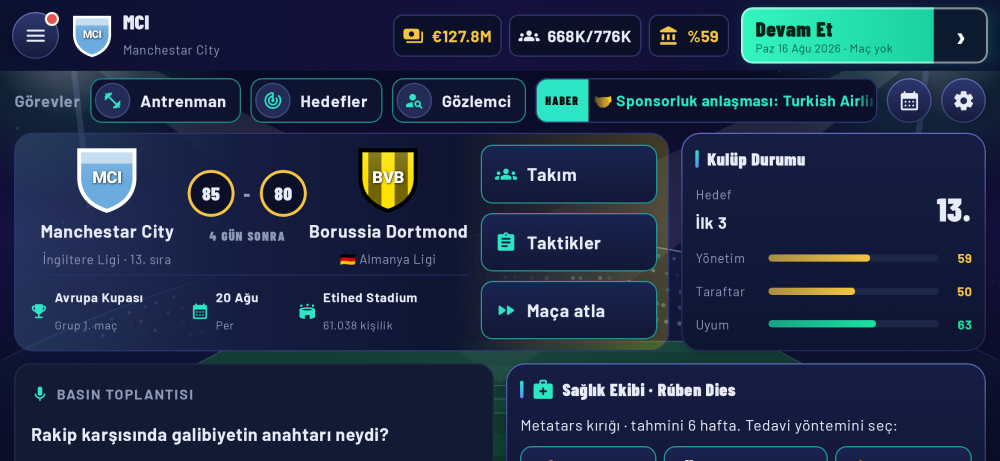 MCI
MCI
Manchestar City
€127.8M
668K/776K
%59
Devam Et
Paz 16 Ağu 2026 · Maç yok
Görevler
Antrenman
Hedefler
Gözlemci
HABER
Sponsorluk anlaşması: Turkish Airli
MCI
85 - 80
BVB
Manchestar City
4 GÜN SONRA
Borussia Dortmond
İngiltere Ligi · 13. sıra
Almanya Ligi
Avrupa Kupası
Grup 1. maç
20 Ağu
Per
Etihed Stadium
61.038 kişilik
Takım
Taktikler
Maça atla
Kulüp Durumu
Hedef
İlk 3
13.
Yönetim 59
Taraftar 50
Uyum 63
BASIN TOPLANTISI
Rakip karşısında galibiyetin anahtarı neydi?
Sağlık Ekibi · Rúben Dies
Metatars kırığı · tahmini 6 hafta. Tedavi yöntemini seç: